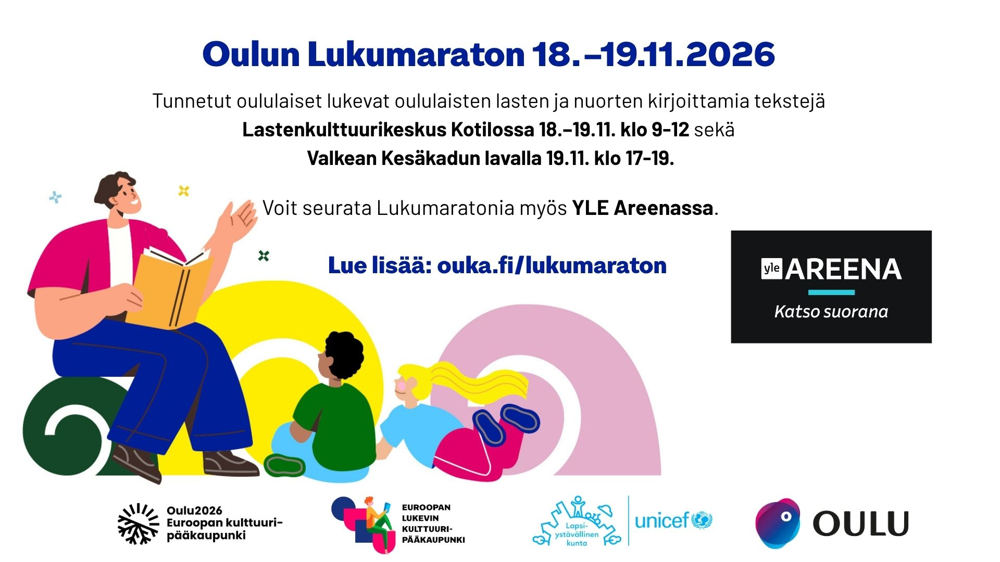 Oulun Lukumaraton 18.–19.11.2026
Tunnetut oululaiset lukevat oululaisten lasten ja nuorten kirjoittamia tekstejä
Lastenkulttuurikeskus Kotilossa 18.–19.11. klo 9-12 sekä
Valkean Kesäkadun lavalla 19.11. klo 17-19.
Voit seurata Lukumaratonia myös YLE Areenassa.
Lue lisää: ouka.fi/lukumaraton
yle AREENA
Katso suorana
Oulu2026
Euroopan kulttuuri-
pääkaupunki
EUROOPAN
LUKEVIN
KULTTUURI-
PÄÄKAUPUNKI
Lapsi-
ystävällinen
kunta
unicef
OULU